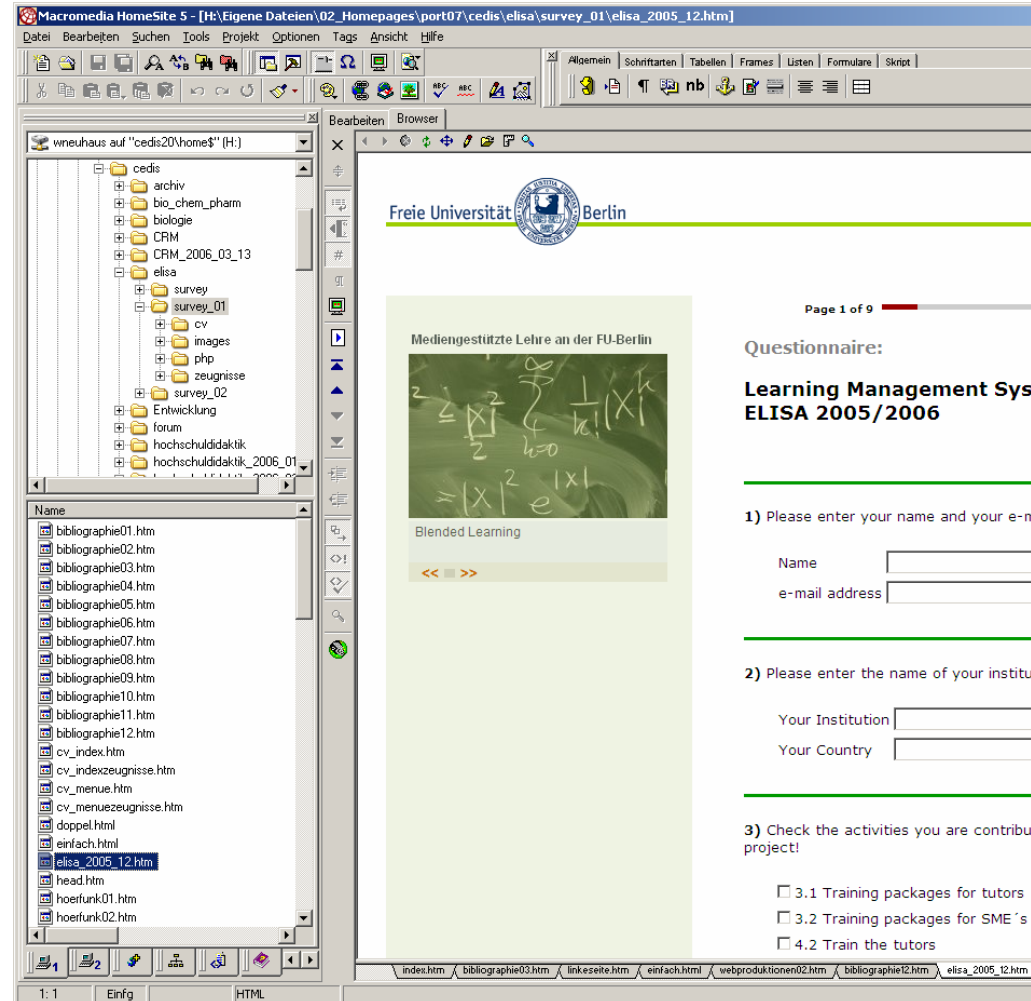 Macromedia HomeSite 5 - [H:\Eigene Dateien\02_Homepages\port07\cedis\elisa\survey_01\elisa_2005_12.htm]
Datei Bearbeiten Suchen Tools Projekt Optionen Tags Ansicht Hilfe
Allgemein Schriftarten Tabellen Frames Listen Formulare Skript
nb
Bearbeiten Browser
wneuhaus auf "cedis20\home$" (H:)
cedis
archiv
bio_chem_pharm
biologie
CRM
CRM_2006_03_13
elisa
survey
survey_01
cv
images
php
zeugnisse
survey_02
Entwicklung
forum
hochschuldidaktik
hochschuldidaktik_2006_01
Name
bibliographie01.htm
bibliographie02.htm
bibliographie03.htm
bibliographie04.htm
bibliographie05.htm
bibliographie06.htm
bibliographie07.htm
bibliographie08.htm
bibliographie09.htm
bibliographie10.htm
bibliographie11.htm
bibliographie12.htm
cv_index.htm
cv_indexzeugnisse.htm
cv_menue.htm
cv_menuezeugnisse.htm
doppel.html
einfach.html
elisa_2005_12.htm
head.htm
hoerfunk01.htm
hoerfunk02.htm
1: 1 Einfg HTML
Freie Universität Berlin
Mediengestützte Lehre an der FU-Berlin
Blended Learning
<< >>
Page 1 of 9
Questionnaire:
Learning Management Sys
ELISA 2005/2006
1) Please enter your name and your e-m
Name
e-mail address
2) Please enter the name of your institu
Your Institution
Your Country
3) Check the activities you are contribu
project!
3.1 Training packages for tutors
3.2 Training packages for SME´s
4.2 Train the tutors
index.htm bibliographie03.htm linkeseite.htm einfach.html webproduktionen02.htm bibliographie12.htm elisa_2005_12.htm